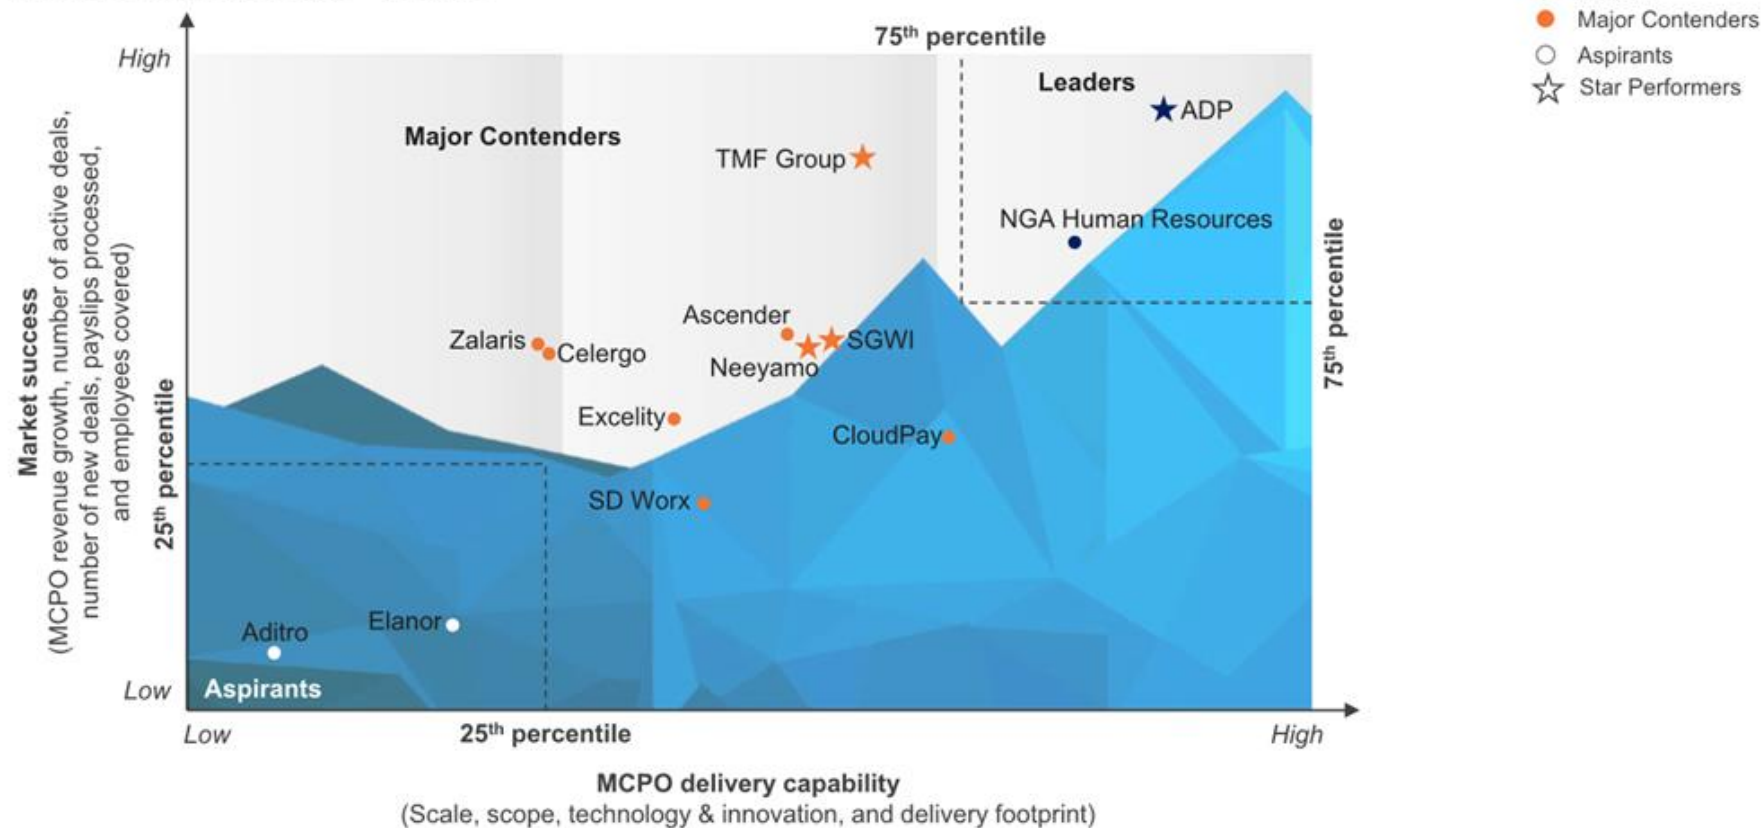 Major Contenders
Aspirants
Star Performers
75th percentile
High
Leaders
ADP
Major Contenders
TMF Group
NGA Human Resources
75th percentile
Ascender
Zalaris
Celergo
SGWI
Neeyamo
Excelity
CloudPay
SD Worx
25th percentile
Market success
(MCPO revenue growth, number of active deals,
number of new deals, payslips processed,
and employees covered)
Elanor
Aditro
Aspirants
Low
Low
25th percentile
High
MCPO delivery capability
(Scale, scope, technology & innovation, and delivery footprint)